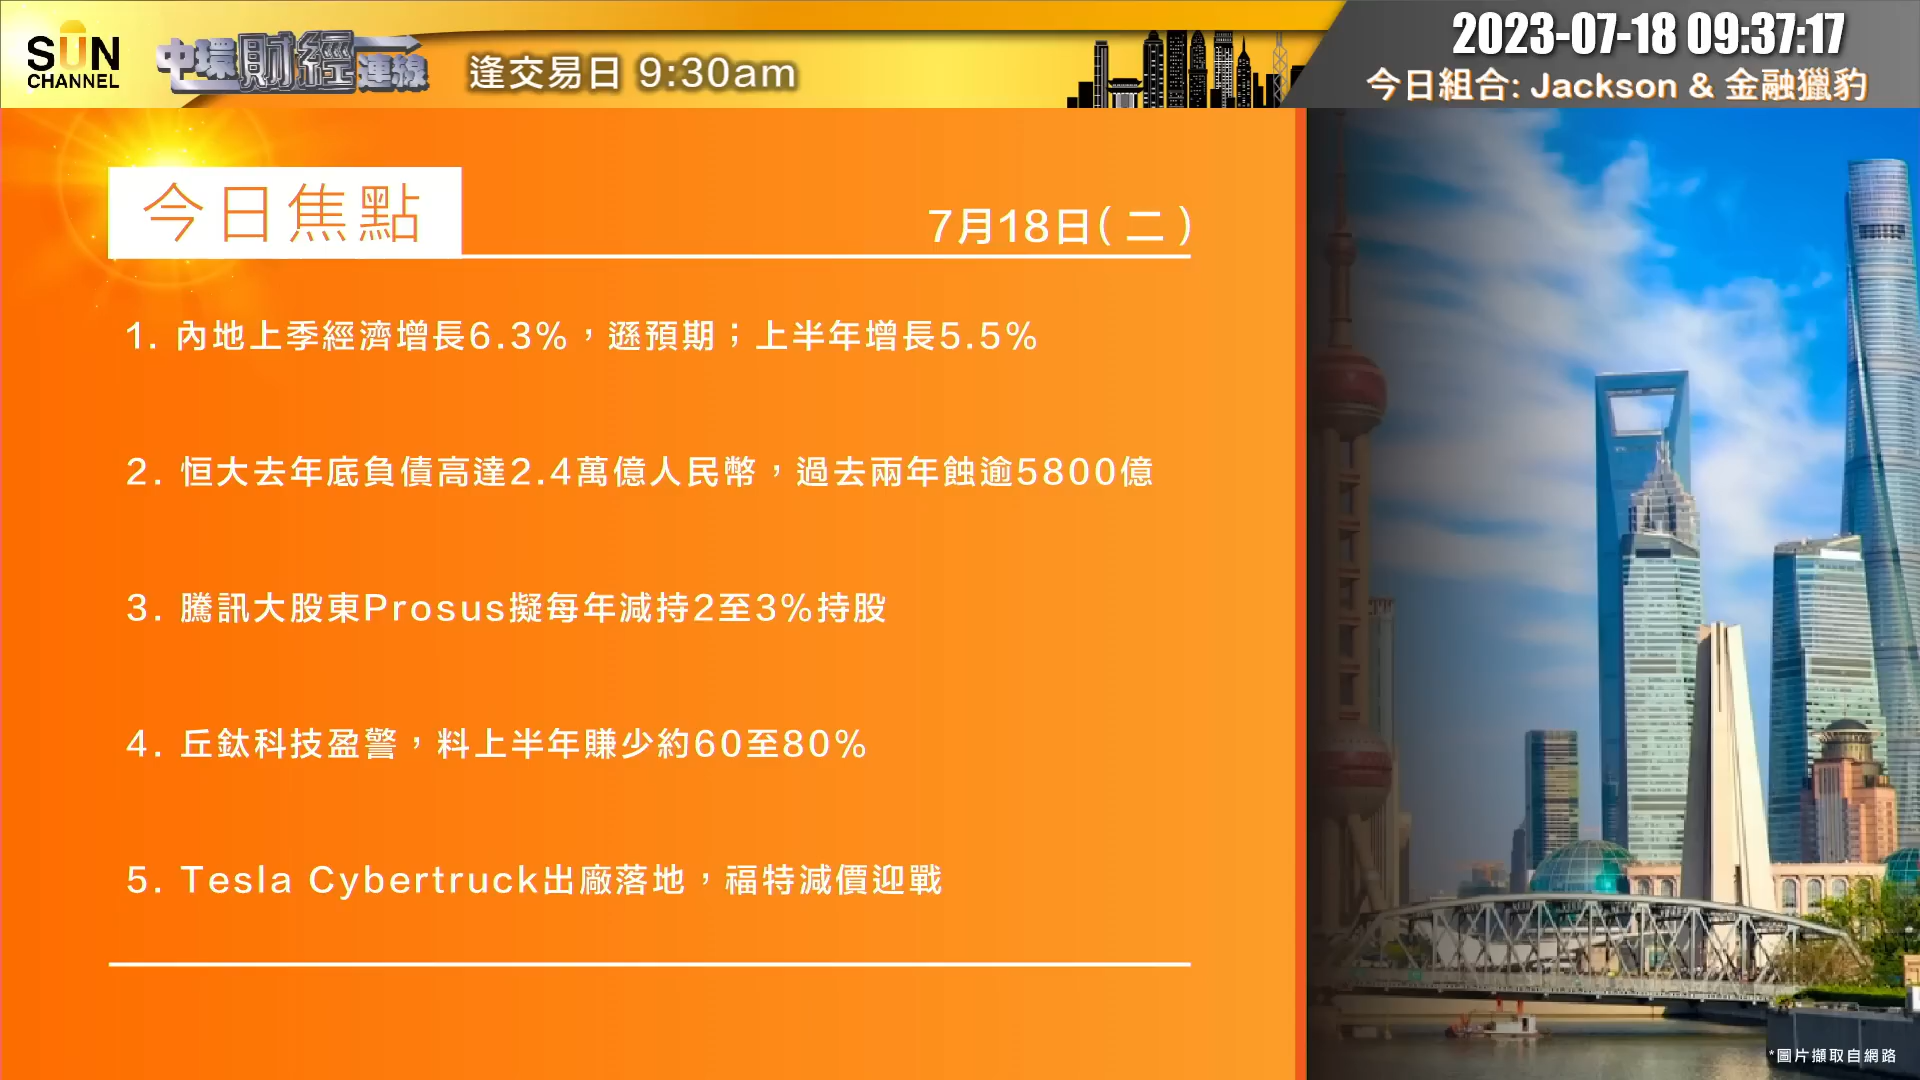 SUN
CHANNEL
中環財經連線
逢交易日 9:30am
2023-07-18 09:37:17
今日組合: Jackson & 金融獵豹
今日焦點
7月18日(二)
1. 內地上季經濟增長6.3%，遜預期；上半年增長5.5%
2. 恒大去年底負債高達2.4萬億人民幣，過去兩年蝕逾5800億
3. 騰訊大股東Prosus擬每年減持2至3%持股
4. 丘鈦科技盈警，料上半年賺少約60至80%
5. Tesla Cybertruck出廠落地，福特減價迎戰
*圖片擷取自網路